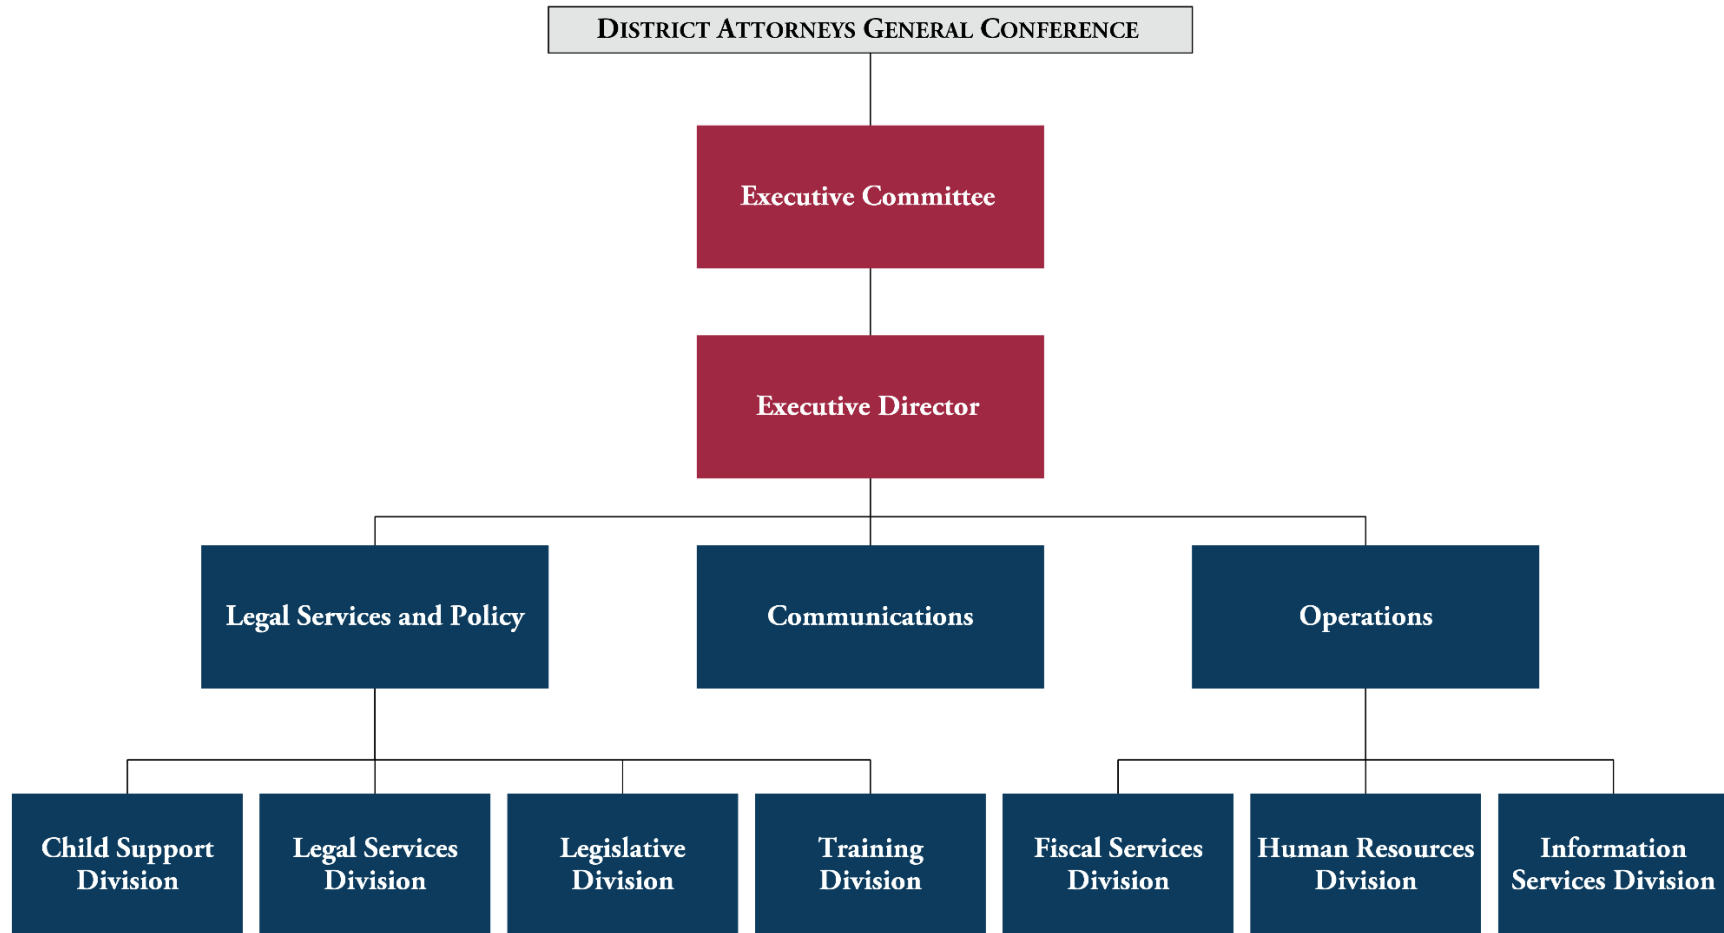 DISTRICT ATTORNEYS GENERAL CONFERENCE
Executive Committee
Executive Director
Legal Services and Policy
Communications
Operations
Child Support
Division
Legal Services
Division
Legislative
Division
Training
Division
Fiscal Services
Division
Human Resources
Division
Information
Services Division